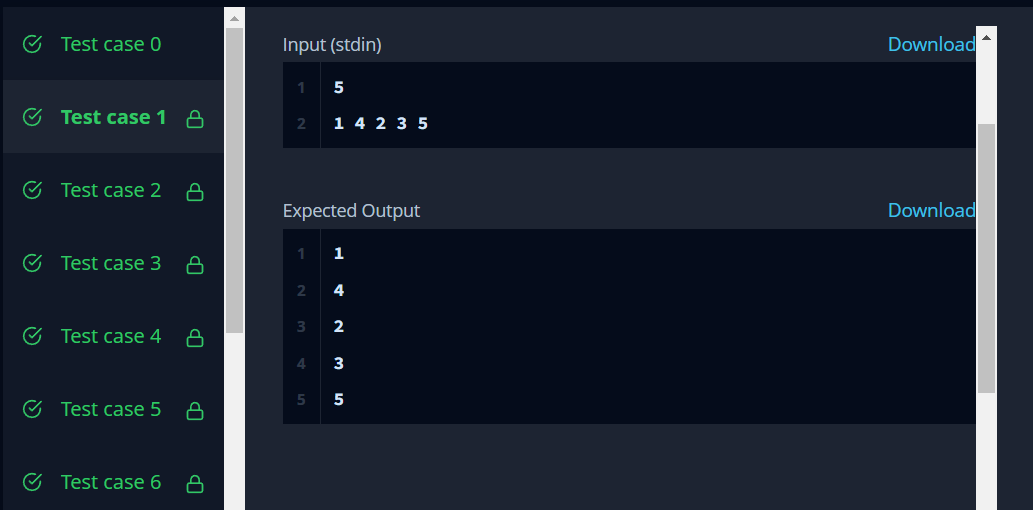 Test case 0
Test case 1
Test case 2
Test case 3
Test case 4
Test case 5
Test case 6
Input (stdin)
Download
1 5
2 1 4 2 3 5
Expected Output
Download
1 1
2 4
3 2
4 3
5 5